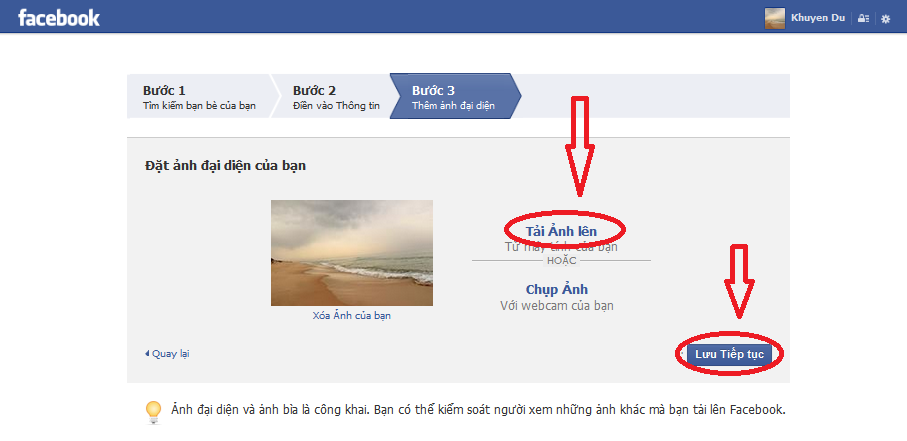 facebook
Khuyen Du
Bước 1
Tìm kiếm bạn bè của bạn
Bước 2
Điền vào Thông tin
Bước 3
Thêm ảnh đại diện
Đặt ảnh đại diện của bạn
Tải Ảnh lên
Từ máy tính của bạn
HOẶC
Chụp Ảnh
Với webcam của bạn
Xóa Ảnh của bạn
Quay lại
Lưu Tiếp tục
Ảnh đại diện và ảnh bìa là công khai. Bạn có thể kiểm soát người xem những ảnh khác mà bạn tải lên Facebook.